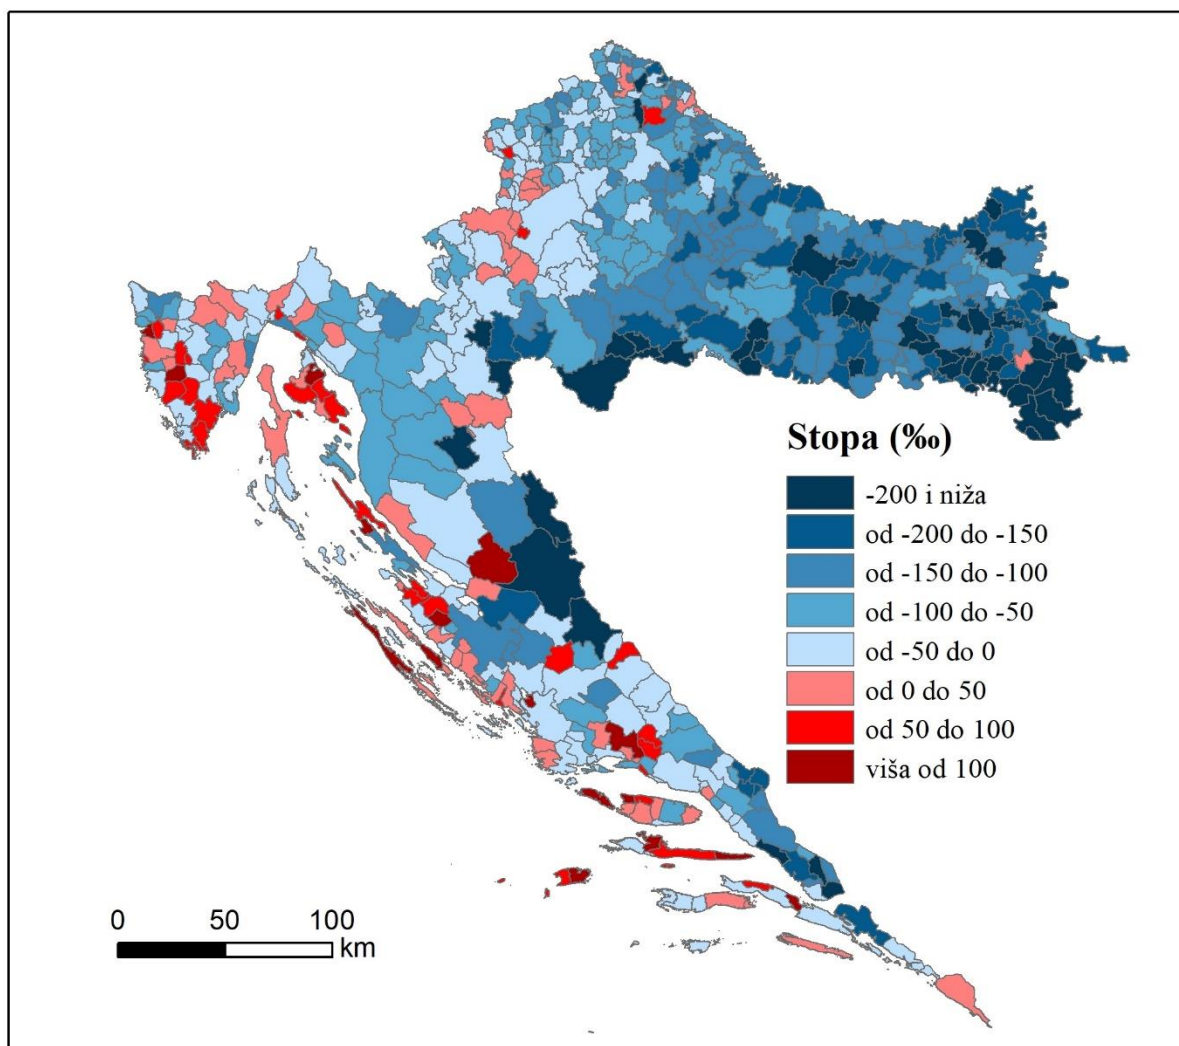 Stopa (‰)
-200 i niža
od -200 do -150
od -150 do -100
od -100 do -50
od -50 do 0
od 0 do 50
od 50 do 100
viša od 100
0 50 100
km